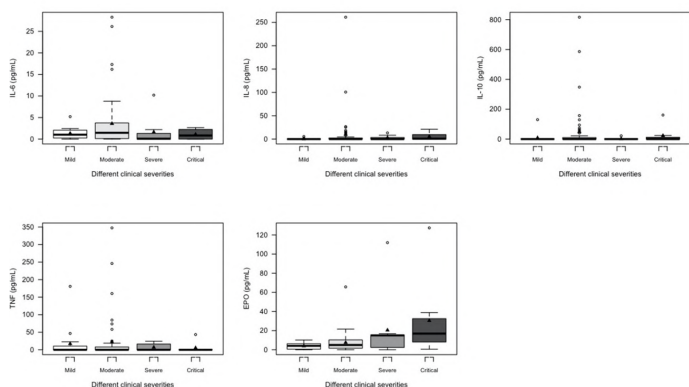 IL-6 (pg/mL)
25
20
15
10
5
0
Mild Moderate Severe Critical
Different clinical severities
IL-8 (pg/mL)
250
200
150
100
50
0
Mild Moderate Severe Critical
Different clinical severities
IL-10 (pg/mL)
800
600
400
200
0
Mild Moderate Severe Critical
Different clinical severities
TNF (pg/mL)
350
300
250
200
150
100
50
0
Mild Moderate Severe Critical
Different clinical severities
EPO (pg/mL)
120
100
80
60
40
20
0
Mild Moderate Severe Critical
Different clinical severities